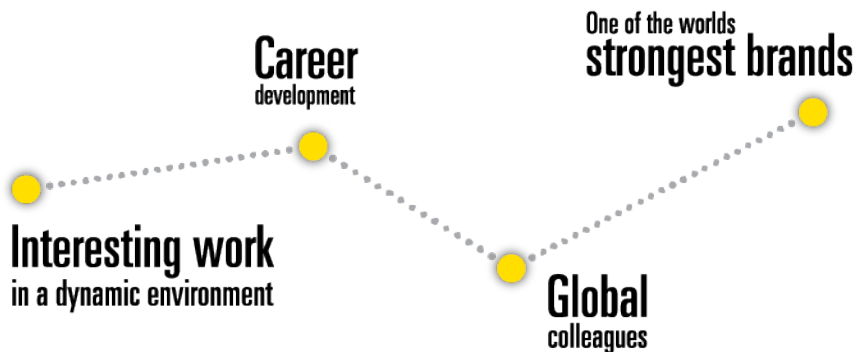 Interesting work
in a dynamic environment
Career
development
Global
colleagues
One of the worlds
strongest brands